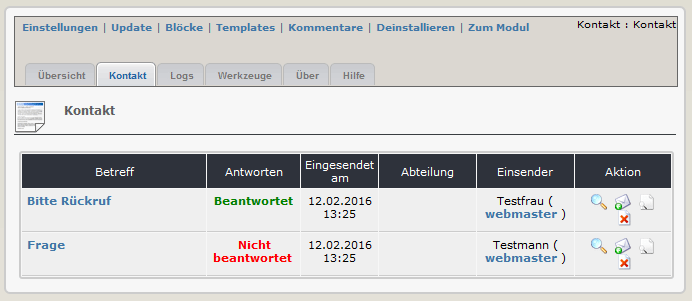 Einstellungen | Update | Blöcke | Templates | Kommentare | Deinstallieren | Zum Modul
Kontakt : Kontakt
Übersicht Kontakt Logs Werkzeuge Über Hilfe
Kontakt
Betreff Antworten Eingesendet am Abteilung Einsender Aktion
Bitte Rückruf Beantwortet 12.02.2016 13:25 Testfrau ( webmaster )
Frage Nicht beantwortet 12.02.2016 13:25 Testmann ( webmaster )